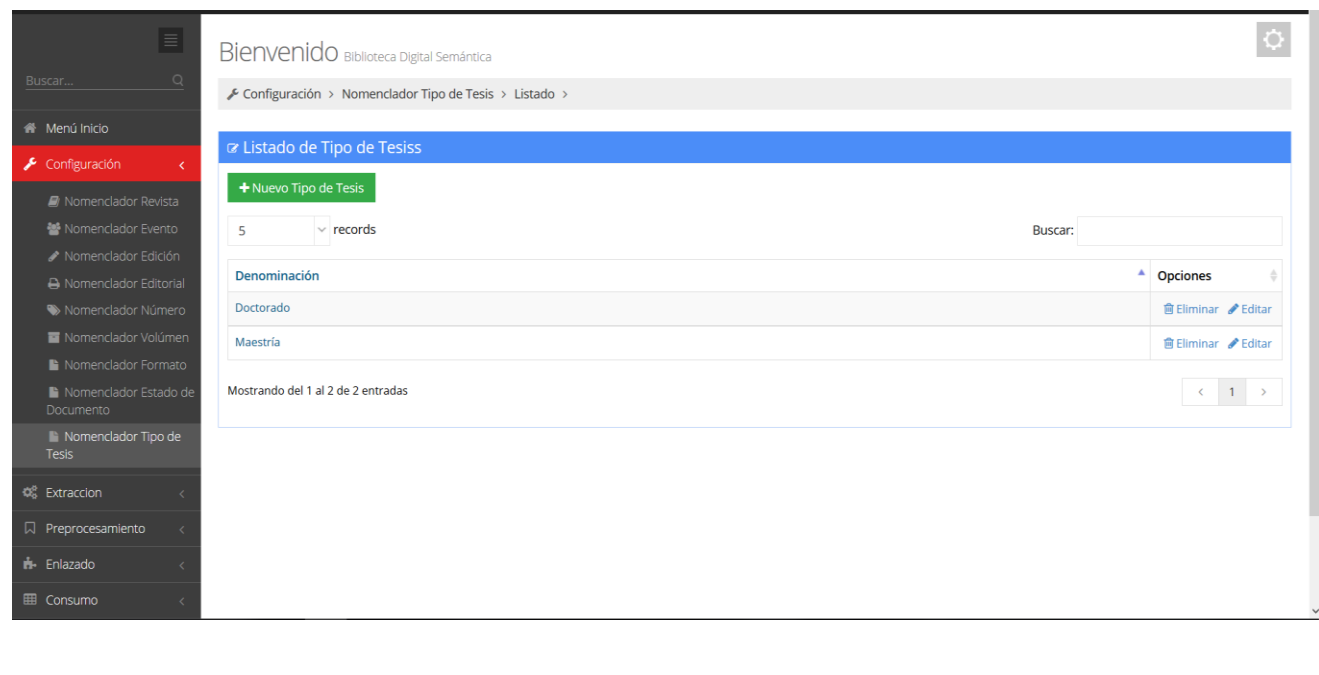 Buscar...
Menú Inicio
Configuración
Nomenclador Revista
Nomenclador Evento
Nomenclador Edición
Nomenclador Editorial
Nomenclador Número
Nomenclador Volúmen
Nomenclador Formato
Nomenclador Estado de
Documento
Nomenclador Tipo de
Tesis
Extraccion
Preprocesamiento
Enlazado
Consumo
Bienvenido Biblioteca Digital Semántica
Configuración > Nomenclador Tipo de Tesis > Listado >
Listado de Tipo de Tesiss
+ Nuevo Tipo de Tesis
5 records Buscar:
Denominación Opciones
Doctorado Eliminar Editar
Maestría Eliminar Editar
Mostrando del 1 al 2 de 2 entradas < 1 >